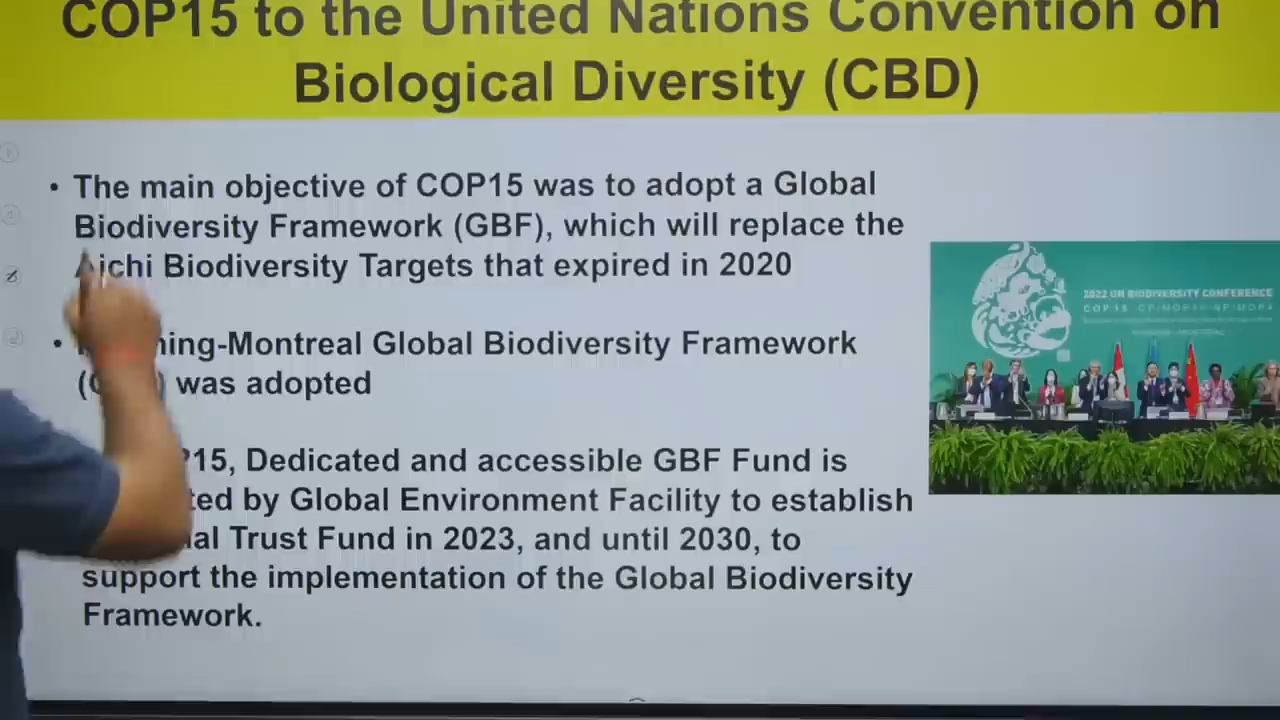 COP15 to the United Nations Convention on
Biological Diversity (CBD)
• The main objective of COP15 was to adopt a Global
Biodiversity Framework (GBF), which will replace the
Aichi Biodiversity Targets that expired in 2020
• ning-Montreal Global Biodiversity Framework
was adopted
P15, Dedicated and accessible GBF Fund is
ted by Global Environment Facility to establish
al Trust Fund in 2023, and until 2030, to
support the implementation of the Global Biodiversity
Framework.
2022 UN BIODIVERSITY CONFERENCE